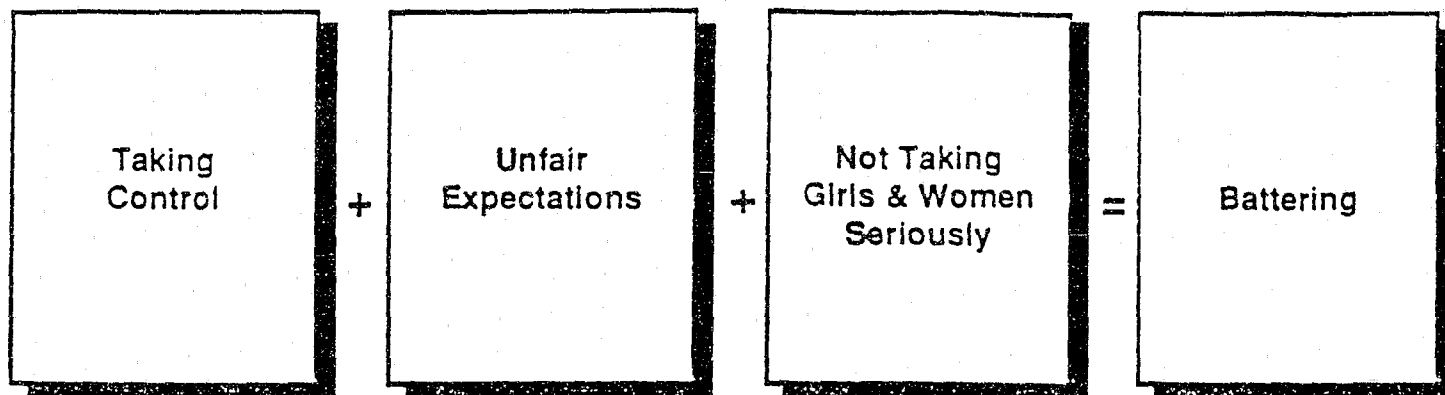 Taking
Control
+
Unfair
Expectations
+
Not Taking
Girls & Women
Seriously
=
Battering